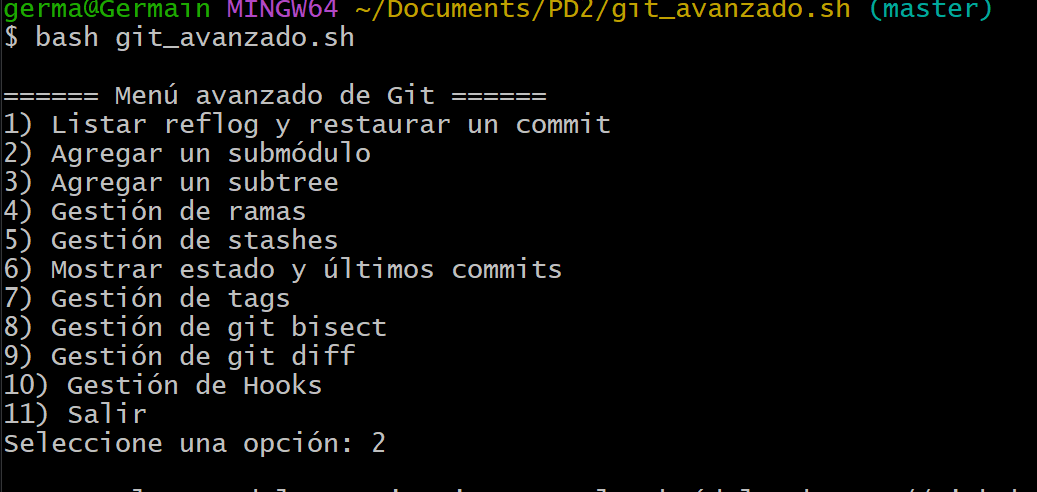 germa@Germain MINGW64 ~/Documents/PD2/git_avanzado.sh (master)
$ bash git_avanzado.sh
====== Menú avanzado de Git ======
1) Listar reflog y restaurar un commit
2) Agregar un submódulo
3) Agregar un subtree
4) Gestión de ramas
5) Gestión de stashes
6) Mostrar estado y últimos commits
7) Gestión de tags
8) Gestión de git bisect
9) Gestión de git diff
10) Gestión de Hooks
11) Salir
Seleccione una opción: 2